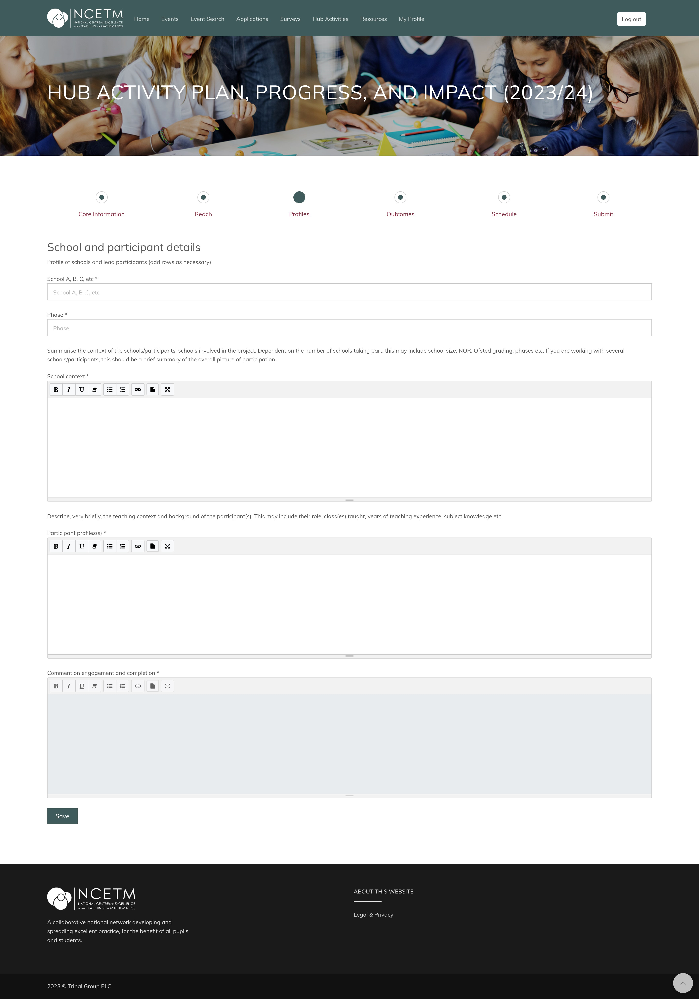 NCETM
NATIONAL CENTRE FOR EXCELLENCE
IN THE TEACHING OF MATHEMATICS
Home
Events
Event Search
Applications
Surveys
Hub Activities
Resources
My Profile
Log out
HUB ACTIVITY PLAN, PROGRESS, AND IMPACT (2023/24)
Core Information
Reach
Profiles
Outcomes
Schedule
Submit
School and participant details
Profile of schools and lead participants (add rows as necessary)
School A, B, C, etc *
School A, B, C, etc
Phase *
Phase
Summarise the context of the schools/participants' schools involved in the project. Dependent on the number of schools taking part, this may include school size, NOR, Ofsted grading, phases etc. If you are working with several
schools/participants, this should be a brief summary of the overall picture of participation.
School context *
B I U
Describe, very briefly, the teaching context and background of the participant(s). This may include their role, class(es) taught, years of teaching experience, subject knowledge etc.
Participant profiles(s) *
B I U
Comment on engagement and completion *
B I U
Save
NCETM
NATIONAL CENTRE FOR EXCELLENCE
IN THE TEACHING OF MATHEMATICS
A collaborative national network developing and
spreading excellent practice, for the benefit of all pupils
and students.
ABOUT THIS WEBSITE
Legal & Privacy
2023 © Tribal Group PLC